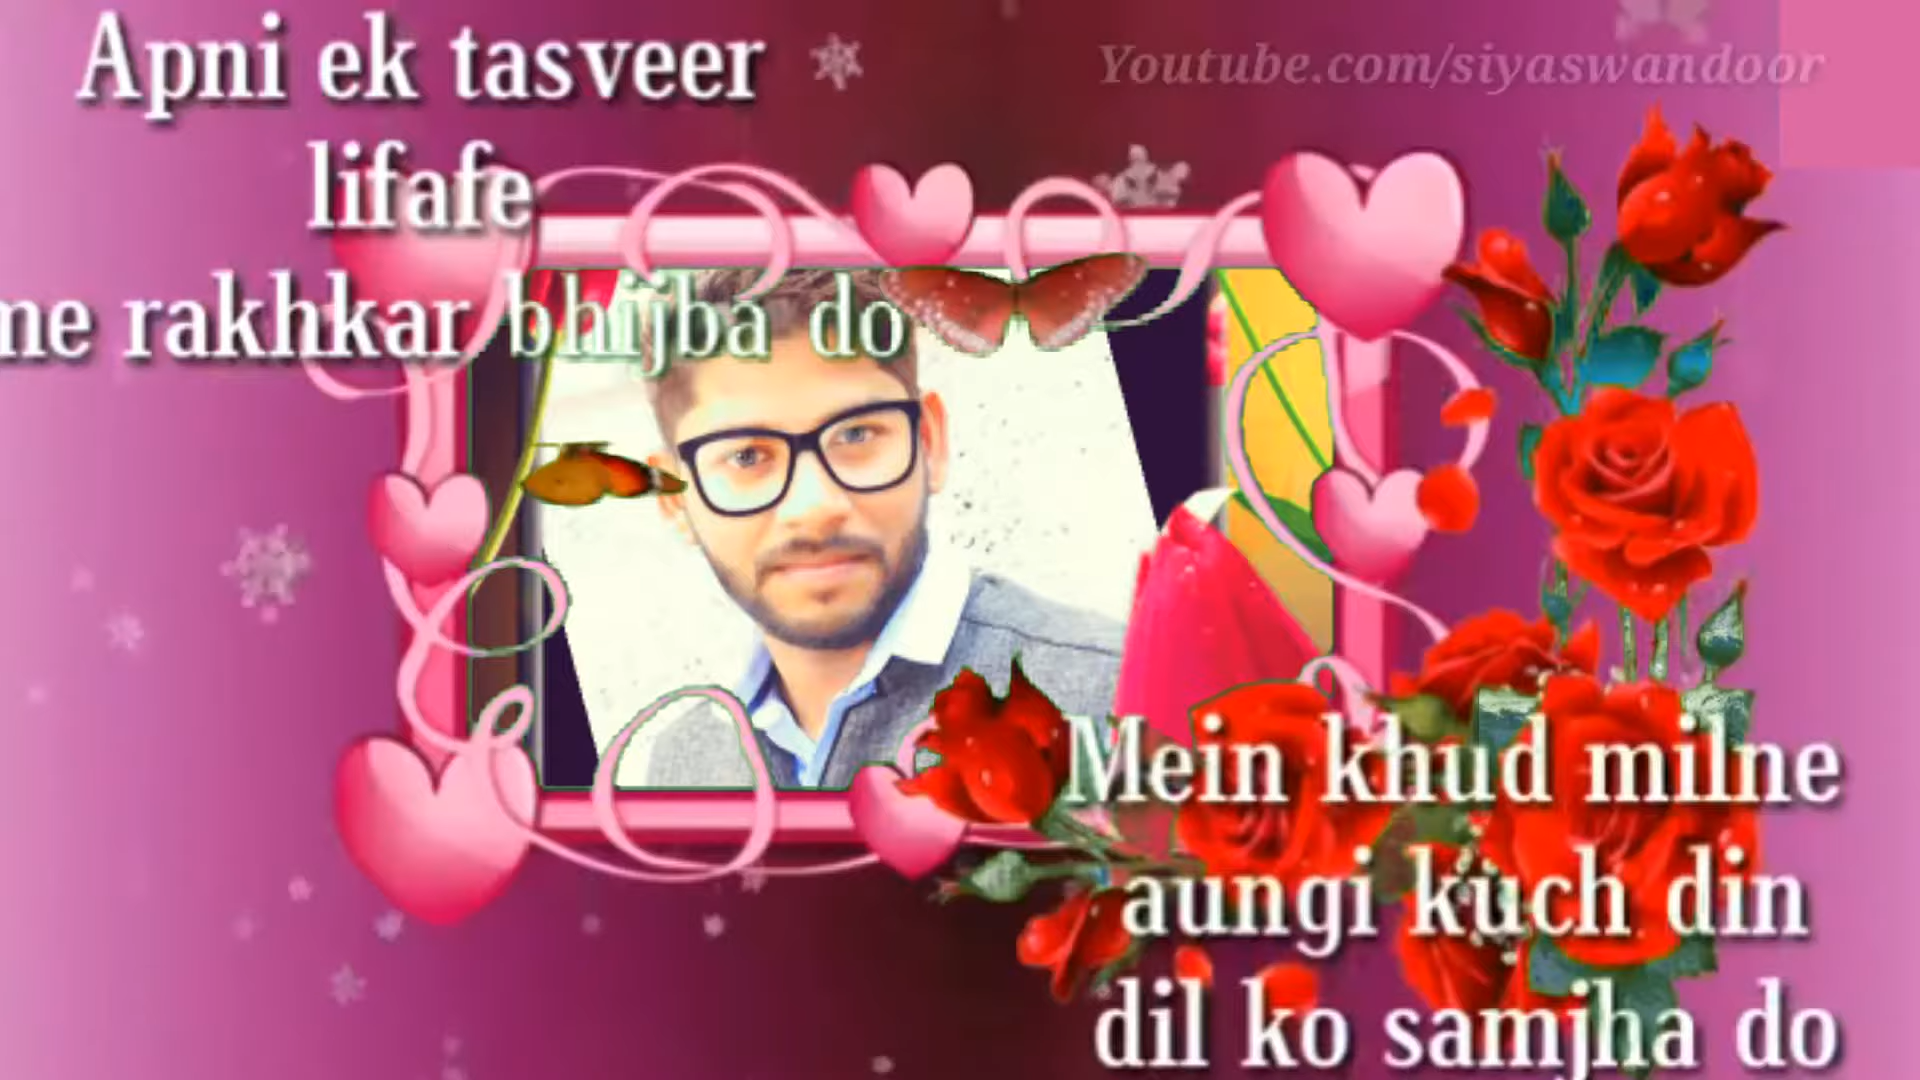 Apni ek tasveer
lifafe
me rakhkar bhijba do
Youtube.com/siyaswandoor
Mein khud milne
aungi kuch din
dil ko samjha do